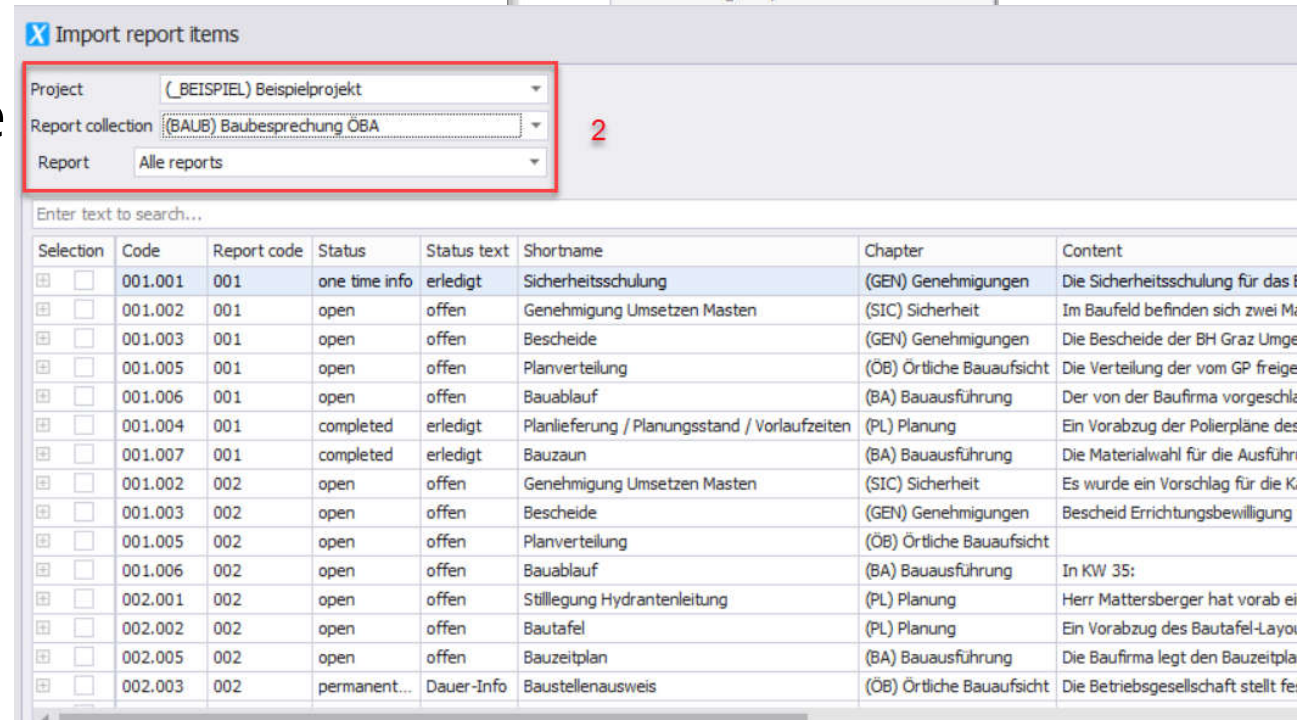 X Import report items
e
Project (_BEISPIEL) Beispielprojekt
Report collection (BAUB) Baubesprechung ÖBA
2
Report Alle reports
Enter text to search...
Selection Code Report code Status Status text Shortname Chapter Content
001.001 001 one time info erledigt Sicherheitsschulung (GEN) Genehmigungen Die Sicherheitsschulung für das
001.002 001 open offen Genehmigung Umsetzen Masten (SIC) Sicherheit Im Baufeld befinden sich zwei Ma
001.003 001 open offen Bescheide (GEN) Genehmigungen Die Bescheide der BH Graz Umge
001.005 001 open offen Planverteilung (ÖB) Örtliche Bauaufsicht Die Verteilung der vom GP freige
001.006 001 open offen Bauablauf (BA) Bauausführung Der von der Baufirma vorgeschla
001.004 001 completed erledigt Planlieferung / Planungsstand / Vorlaufzeiten (PL) Planung Ein Vorabzug der Polierpläne des
001.007 001 completed erledigt Bauzaun (BA) Bauausführung Die Materialwahl für die Ausführ
001.002 002 open offen Genehmigung Umsetzen Masten (SIC) Sicherheit Es wurde ein Vorschlag für die Ka
001.003 002 open offen Bescheide (GEN) Genehmigungen Bescheid Errichtungsbewilligung
001.005 002 open offen Planverteilung (ÖB) Örtliche Bauaufsicht
001.006 002 open offen Bauablauf (BA) Bauausführung In KW 35:
002.001 002 open offen Stilllegung Hydrantenleitung (PL) Planung Herr Mattersberger hat vorab ei
002.002 002 open offen Bautafel (PL) Planung Ein Vorabzug des Bautafel-Layou
002.005 002 open offen Bauzeitplan (BA) Bauausführung Die Baufirma legt den Bauzeitpla
002.003 002 permanent... Dauer-Info Baustellenausweis (ÖB) Örtliche Bauaufsicht Die Betriebsgesellschaft stellt fes